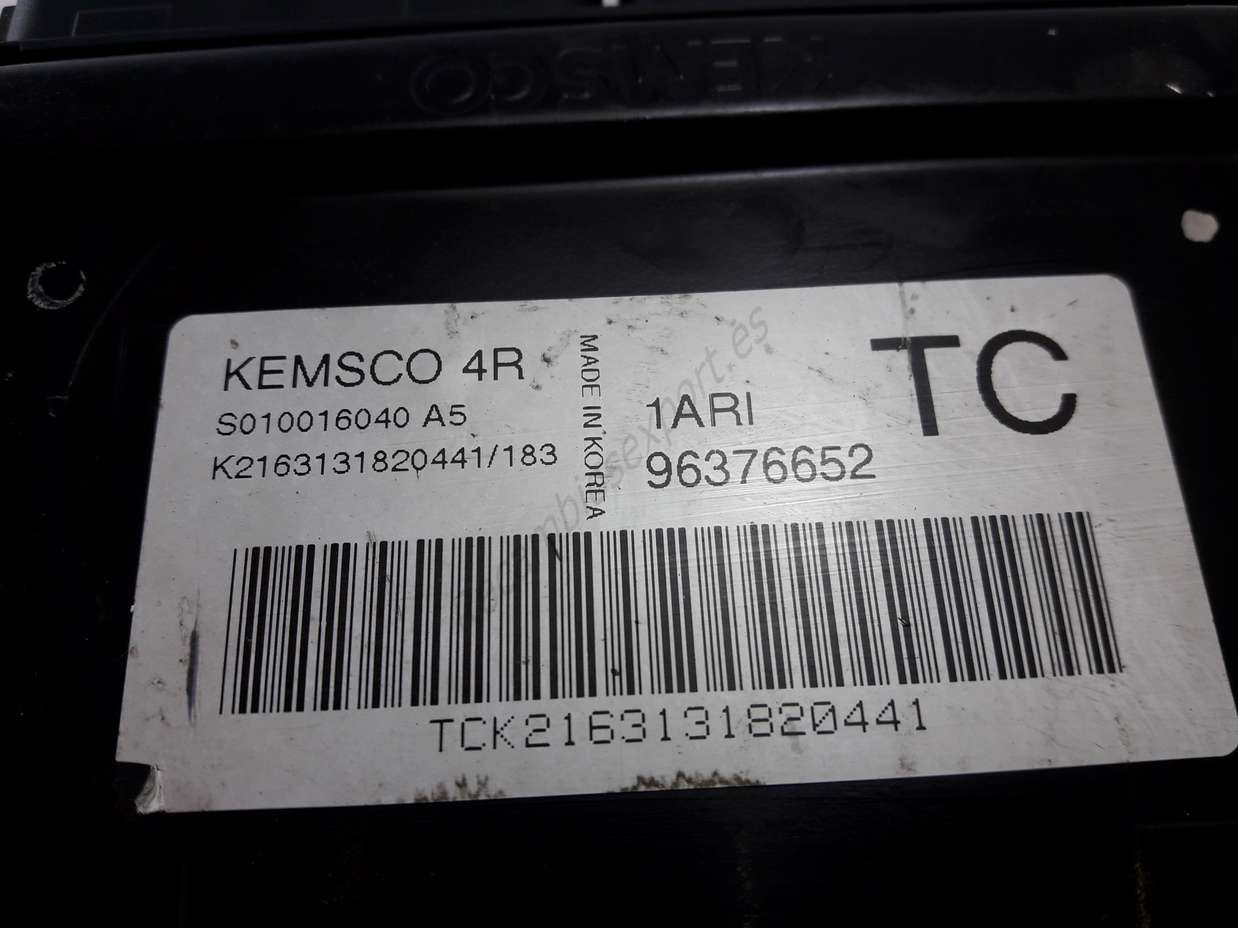 KEMSCO
KEMSCO 4R
S010016040 A5
K2163131820441/183
MADE IN KOREA
1ARI
96376652
TC
TCK2163131820441